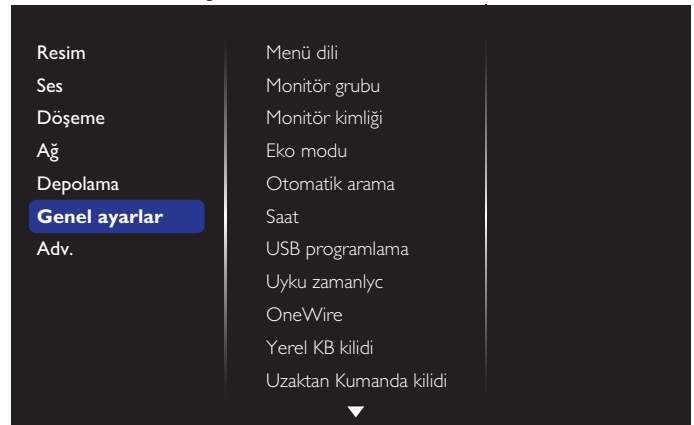 Resim
Ses
Döşeme
Ağ
Depolama
Genel ayarlar
Adv.
Menü dili
Monitör grubu
Monitör kimliği
Eko modu
Otomatik arama
Saat
USB programlama
Uyku zamanlyc
OneWire
Yerel KB kilidi
Uzaktan Kumanda kilidi